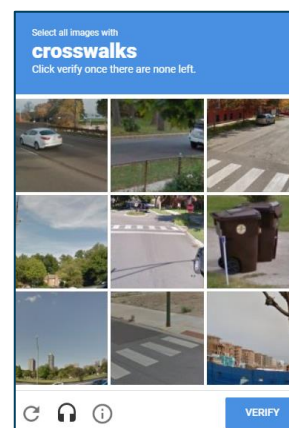 Select all images with
crosswalks
Click verify once there are none left.
VERIFY